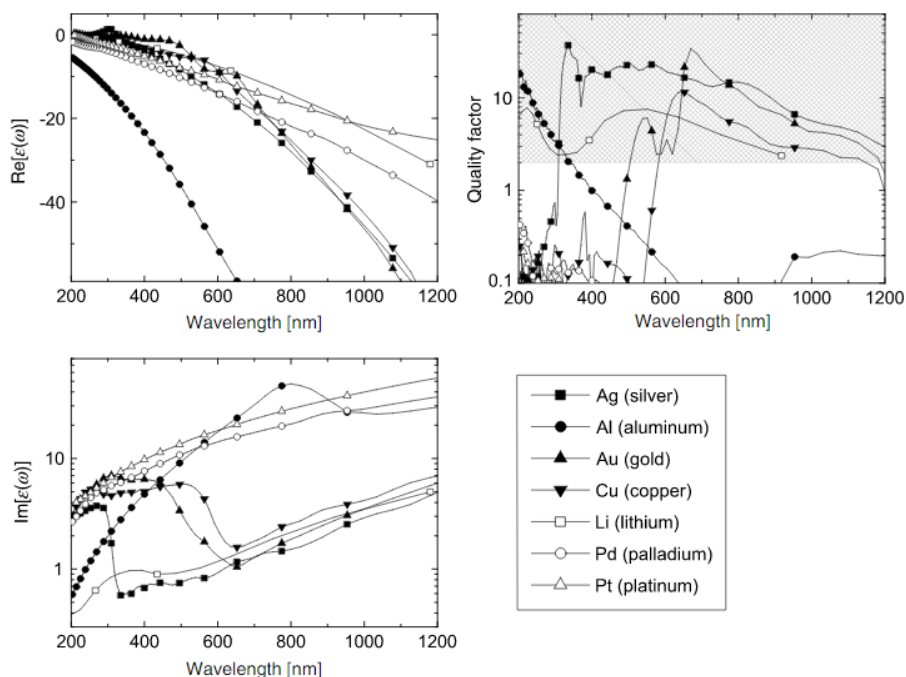 0
-20
-40
Re[ε(ω)]
200 400 600 800 1000 1200
Wavelength [nm]
10
1
0.1
Quality factor
200 400 600 800 1000 1200
Wavelength [nm]
10
1
Im[ε(ω)]
200 400 600 800 1000 1200
Wavelength [nm]
Ag (silver)
Al (aluminum)
Au (gold)
Cu (copper)
Li (lithium)
Pd (palladium)
Pt (platinum)